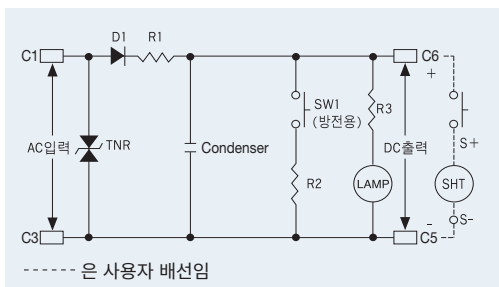 D1 R1
C1 C6
+
SW1
(방전용)
R3
S+
AC입력 TNR Condenser DC출력
R2 LAMP SHT
-
S-
C3 C5
------ 은 사용자 배선임